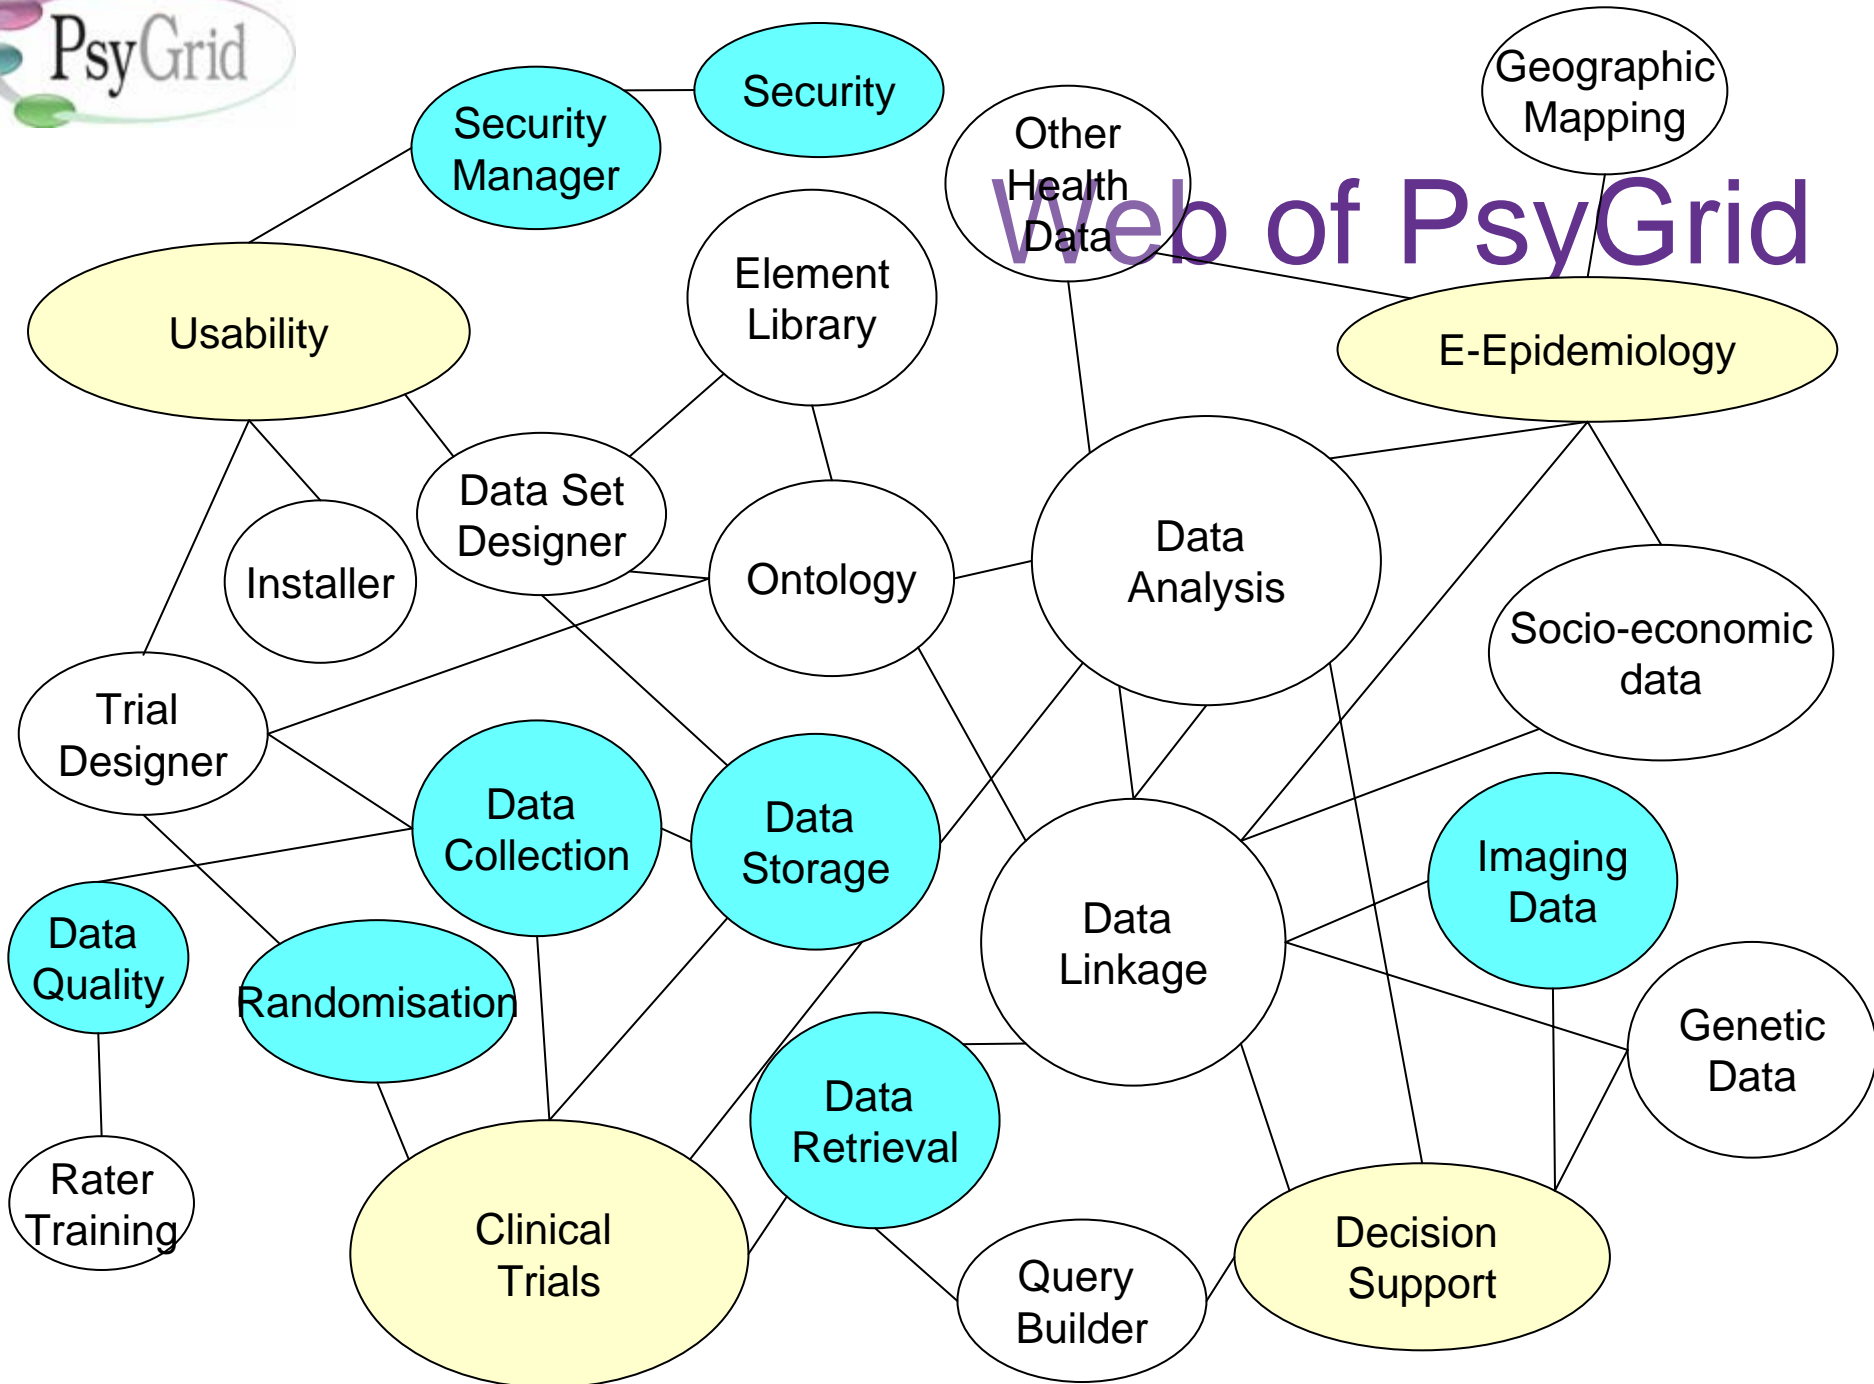 PsyGrid
Web of PsyGrid
Security
Manager
Security
Other
Health
Data
Geographic
Mapping
Usability
Element
Library
E-Epidemiology
Data Set
Designer
Installer
Ontology
Data
Analysis
Socio-economic
data
Trial
Designer
Data
Collection
Data
Storage
Imaging
Data
Data
Quality
Randomisation
Data
Linkage
Genetic
Data
Data
Retrieval
Rater
Training
Clinical
Trials
Query
Builder
Decision
Support